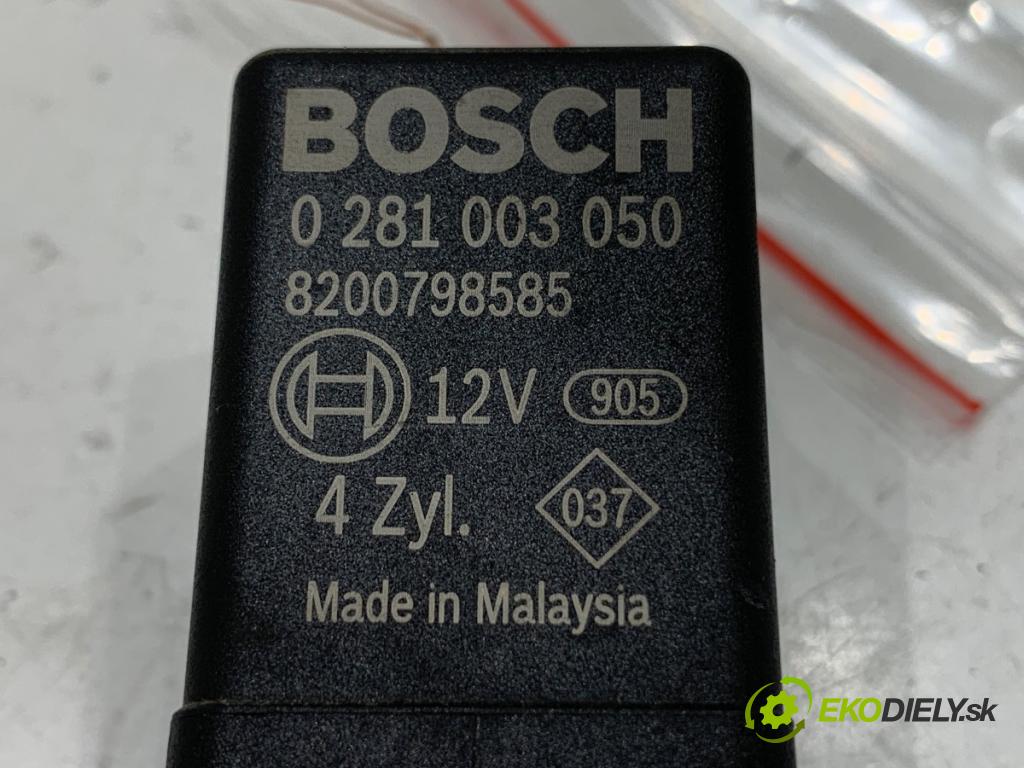 BOSCH
0 281 003 050
8200798585
12V 905
4 Zyl. 037
Made in Malaysia
EKODIELY.sk